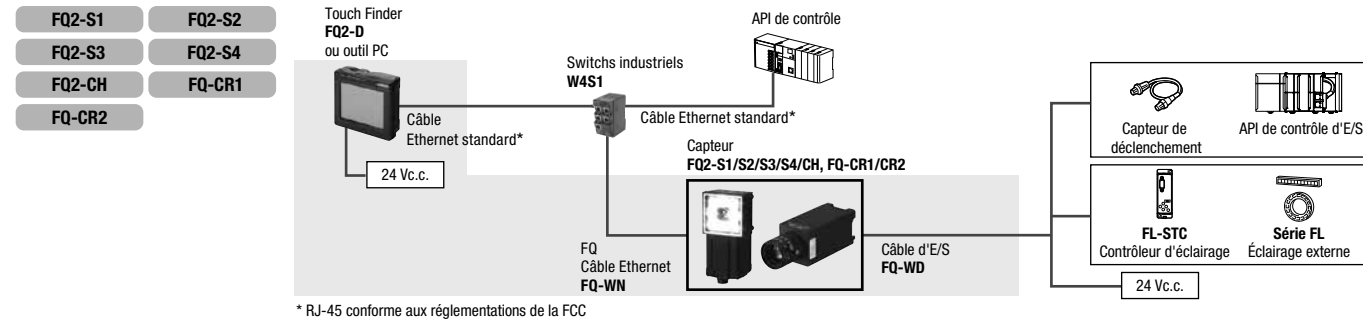 FQ2-S1 FQ2-S2
FQ2-S3 FQ2-S4
FQ2-CH FQ-CR1
FQ-CR2
Touch Finder
FQ2-D
ou outil PC
Câble
Ethernet standard*
24 Vc.c.
Switchs industriels
W4S1
API de contrôle
Câble Ethernet standard*
Capteur
FQ2-S1/S2/S3/S4/CH, FQ-CR1/CR2
FQ
Câble Ethernet
FQ-WN
Câble d'E/S
FQ-WD
Capteur de
déclenchement
API de contrôle d'E/S
FL-STC
Contrôleur d'éclairage
Série FL
Éclairage externe
24 Vc.c.
* RJ-45 conforme aux réglementations de la FCC